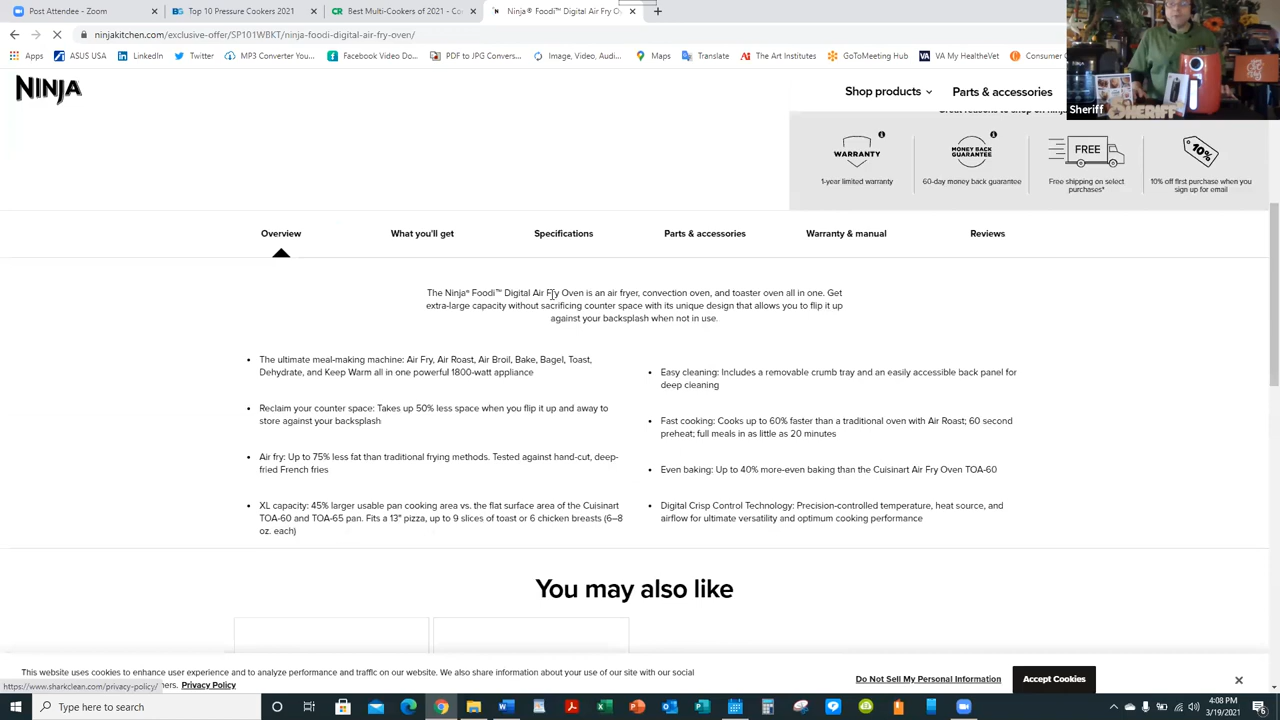 Post Attendee - Zoom
Top 10 Pressure Cookers 2021
Best Multi-Cookers of 2021 - Co
Ninja® Foodi™ Digital Air Fry O
ninjakitchen.com/exclusive-offer/SP101WBKT/ninja-foodi-digital-air-fry-oven/
Apps
ASUS USA
LinkedIn
Twitter
MP3 Converter You...
Facebook Video Do...
PDF to JPG Convers...
Image, Video, Audi...
Maps
Translate
The Art Institutes
GoToMeeting Hub
VA My HealtheVet
Consumer
NINJA
Shop products
Parts & accessories
Sheriff
SHERIFF
Great reasons to shop on ninja
WARRANTY
MONEY BACK
GUARANTEE
FREE
10%
1-year limited warranty
60-day money back guarantee
Free shipping on select
purchases*
10% off first purchase when you
sign up for email
Overview
What you'll get
Specifications
Parts & accessories
Warranty & manual
Reviews
The Ninja® Foodi™ Digital Air Fry Oven is an air fryer, convection oven, and toaster oven all in one. Get
extra-large capacity without sacrificing counter space with its unique design that allows you to flip it up
against your backsplash when not in use.
The ultimate meal-making machine: Air Fry, Air Roast, Air Broil, Bake, Bagel, Toast,
Dehydrate, and Keep Warm all in one powerful 1800-watt appliance
Reclaim your counter space: Takes up 50% less space when you flip it up and away to
store against your backsplash
Air fry: Up to 75% less fat than traditional frying methods. Tested against hand-cut, deep-
fried French fries
XL capacity: 45% larger usable pan cooking area vs. the flat surface area of the Cuisinart
TOA-60 and TOA-65 pan. Fits a 13" pizza, up to 9 slices of toast or 6 chicken breasts (6–8
oz. each)
Easy cleaning: Includes a removable crumb tray and an easily accessible back panel for
deep cleaning
Fast cooking: Cooks up to 60% faster than a traditional oven with Air Roast; 60 second
preheat; full meals in as little as 20 minutes
Even baking: Up to 40% more-even baking than the Cuisinart Air Fry Oven TOA-60
Digital Crisp Control Technology: Precision-controlled temperature, heat source, and
airflow for ultimate versatility and optimum cooking performance
You may also like
This website uses cookies to enhance user experience and to analyze performance and traffic on our website. We also share information about your use of our site with our social
ners. Privacy Policy
https://www.sharkclean.com/privacy-policy/
Do Not Sell My Personal Information
Accept Cookies
Type here to search
4:08 PM
3/19/2021